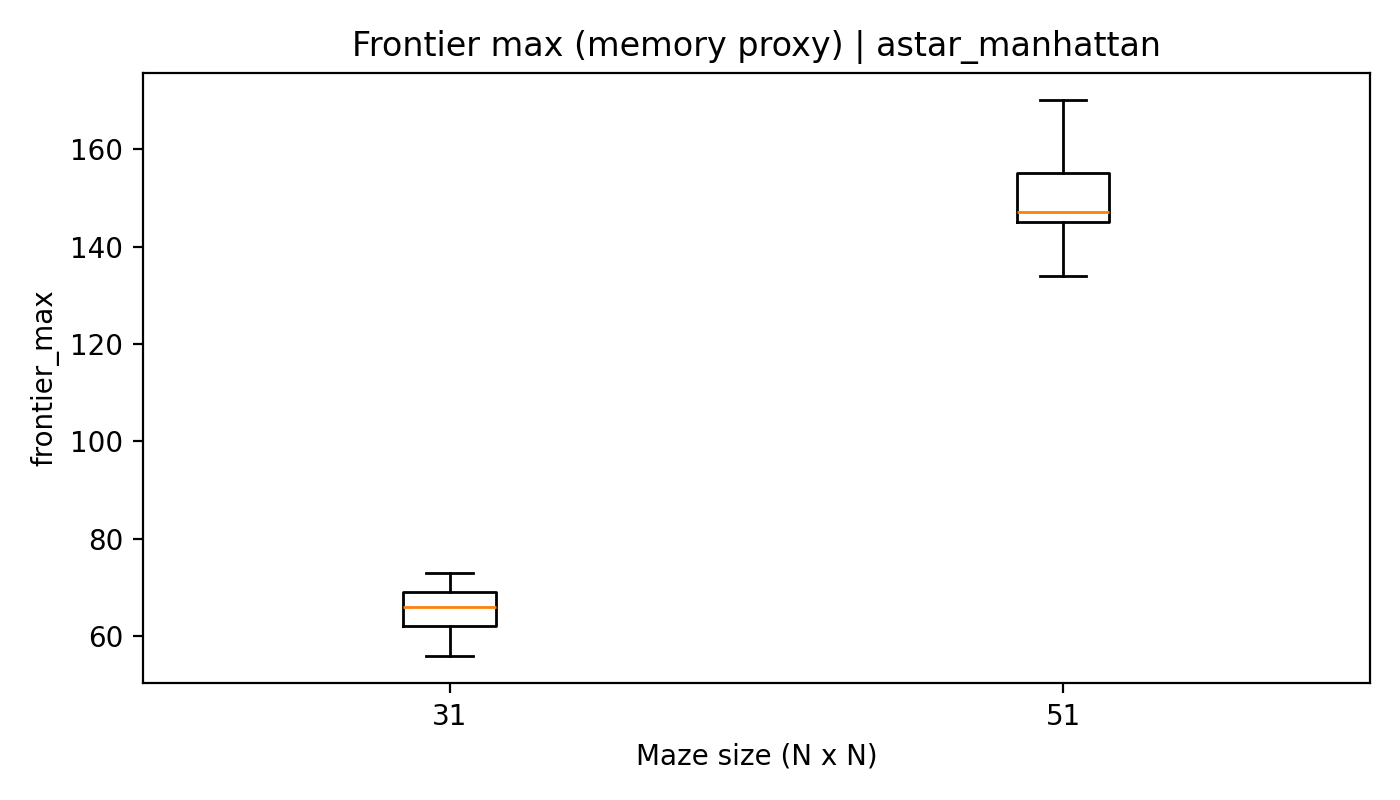 Frontier max (memory proxy) | astar_manhattan
frontier_max
160
140
120
100
80
60
31
51
Maze size (N x N)